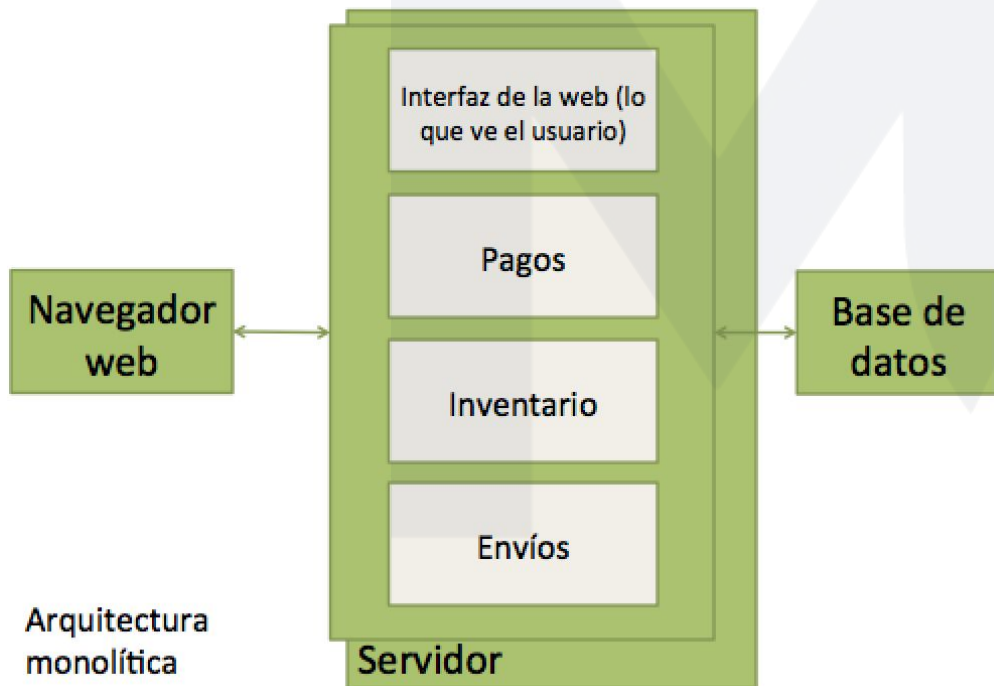 Interfaz de la web (lo
que ve el usuario)
Pagos
Navegador
web
Base de
datos
Inventario
Envíos
Arquitectura
monolítica
Servidor